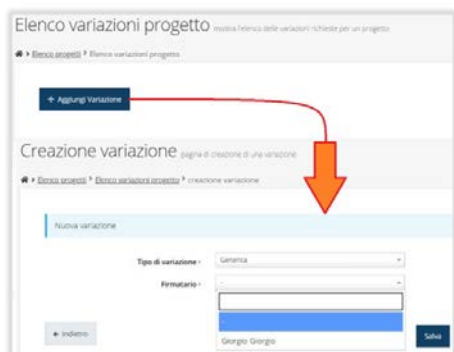 Elenco variazioni progetto mostra l'elenco delle variazioni richieste per un progetto
Elenco progetti Elenco variazioni progetto
+ Aggiungi Variazione
Creazione variazione pagina di creazione di una variazione
Elenco progetti Elenco variazioni progetto creazione variazione
Nuova variazione
Tipo di variazione Generica
Firmatario -
-
Giorgio Giorgio
Indietro Salva